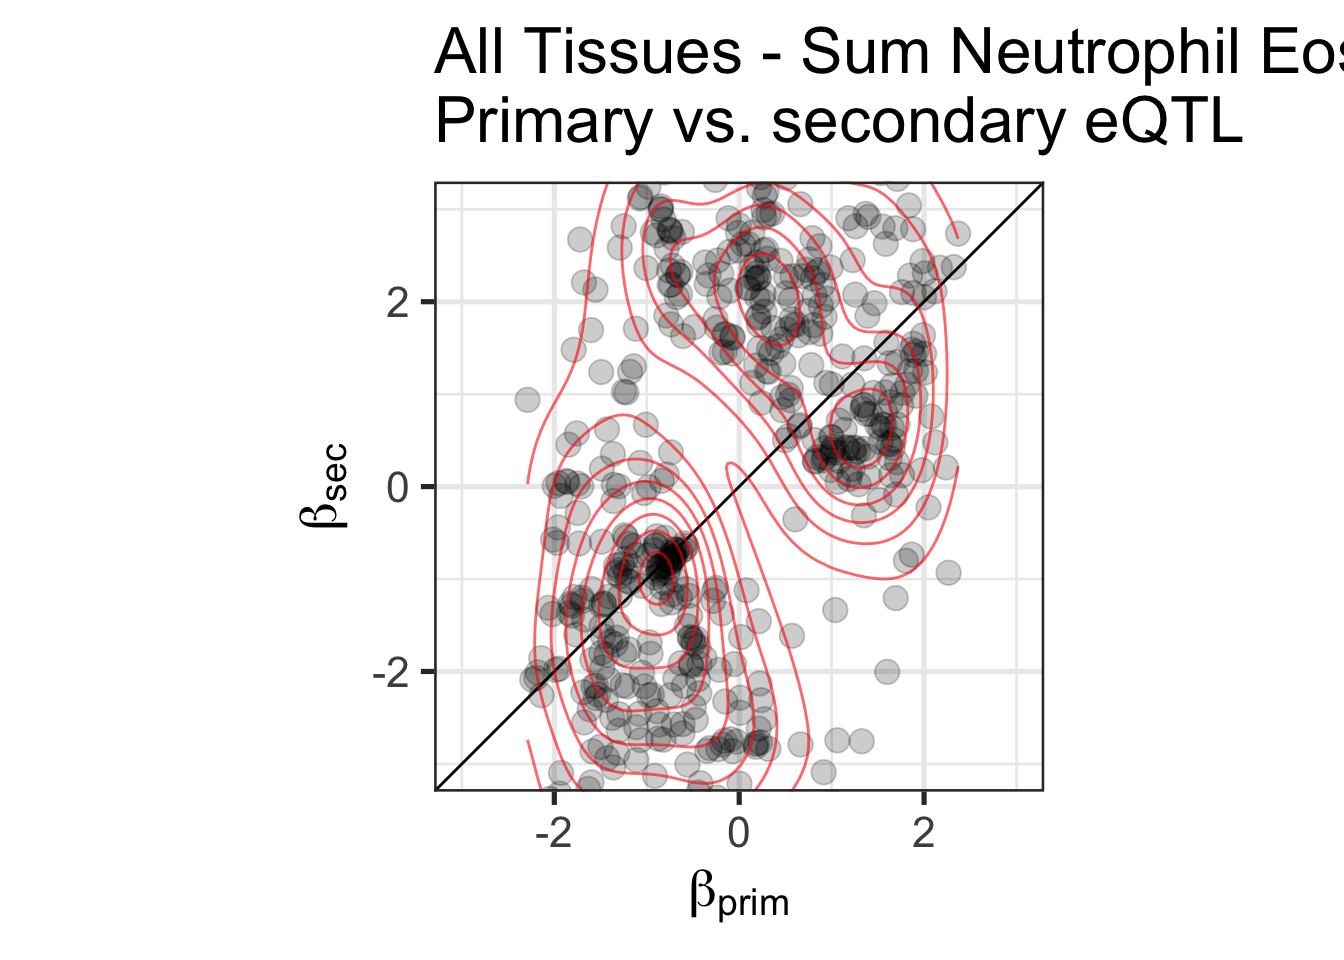 All Tissues - Sum Neutrophil Eos
Primary vs. secondary eQTL
2
0
-2
βsec
-2 0 2
βprim